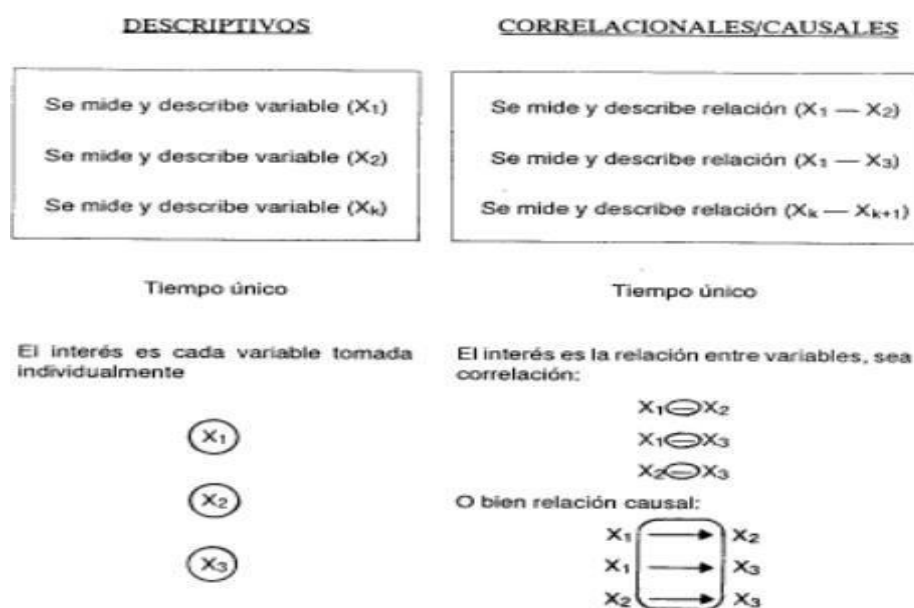 DESCRIPTIVOS
Se mide y describe variable (X₁)
Se mide y describe variable (X₂)
Se mide y describe variable (Xₖ)
Tiempo único
El interés es cada variable tomada
individualmente
X₁
X₂
X₃
CORRELACIONALES/CAUSALES
Se mide y describe relación (X₁ — X₂)
Se mide y describe relación (X₁ — X₃)
Se mide y describe relación (Xₖ — Xₖ₊₁)
Tiempo único
El interés es la relación entre variables, sea
correlación:
X₁—X₂
X₁—X₃
X₂—X₃
O bien relación causal:
X₁ → X₂
X₁ → X₃
X₂ → X₃